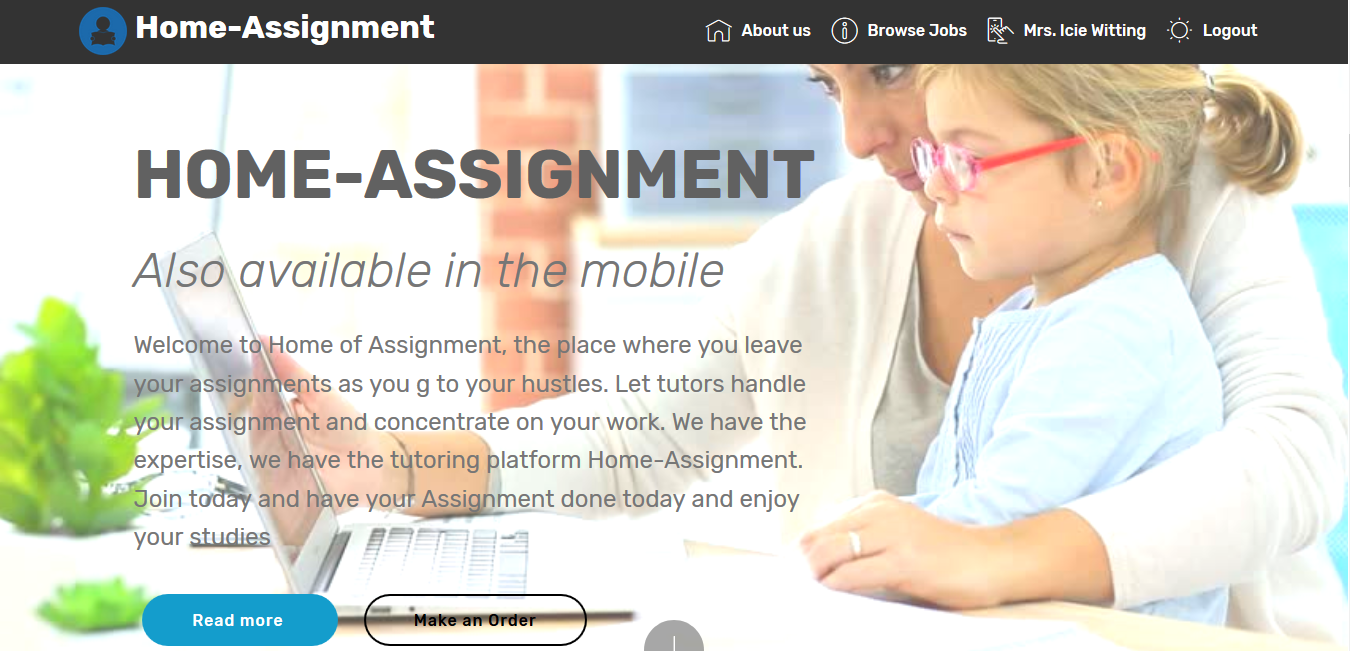 Home-Assignment
About us
Browse Jobs
Mrs. Icie Witting
Logout
HOME-ASSIGNMENT
Also available in the mobile
Welcome to Home of Assignment, the place where you leave
your assignments as you g to your hustles. Let tutors handle
your assignment and concentrate on your work. We have the
expertise, we have the tutoring platform Home-Assignment.
Join today and have your Assignment done today and enjoy
your studies
Read more
Make an Order